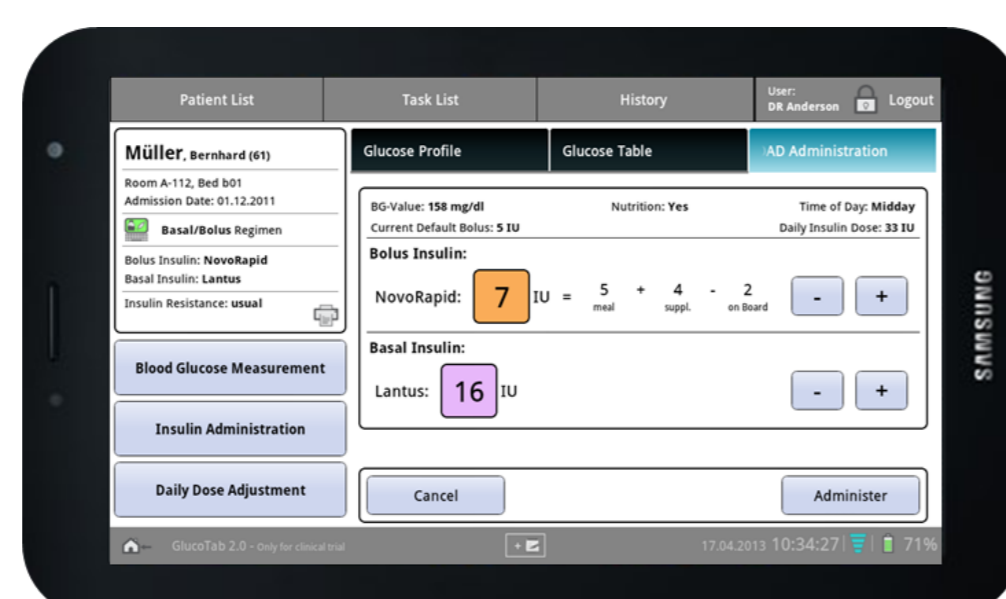 Patient List
Task List
History
User:
DR Anderson
Logout
Müller, Bernhard (61)
Room A-112, Bed b01
Admission Date: 01.12.2011
Basal/Bolus Regimen
Bolus Insulin: NovoRapid
Basal Insulin: Lantus
Insulin Resistance: usual
Blood Glucose Measurement
Insulin Administration
Daily Dose Adjustment
Glucose Profile
Glucose Table
AD Administration
BG-Value: 158 mg/dl
Nutrition: Yes
Time of Day: Midday
Current Default Bolus: 5 IU
Daily Insulin Dose: 33 IU
Bolus Insulin:
NovoRapid: 7 IU = 5 + 4 - 2
meal suppl. on Board
- +
Basal Insulin:
Lantus: 16 IU
- +
Cancel
Administer
GlucoTab 2.0 - Only for clinical trial
+
17.04.2013 10:34:27
71%
SAMSUNG